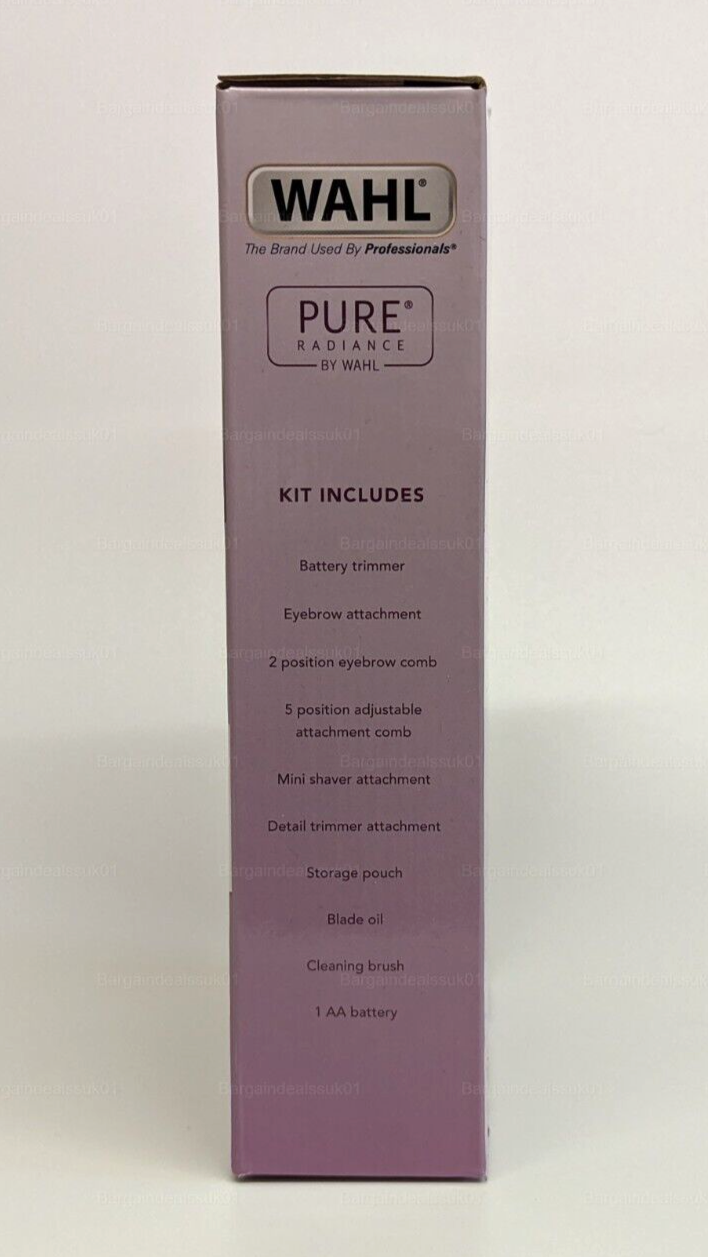 WAHL®
The Brand Used By Professionals®
PURE®
RADIANCE
BY WAHL
KIT INCLUDES
Battery trimmer
Eyebrow attachment
2 position eyebrow comb
5 position adjustable
attachment comb
Mini shaver attachment
Detail trimmer attachment
Storage pouch
Blade oil
Cleaning brush
1 AA battery
Bargaindealssuk01